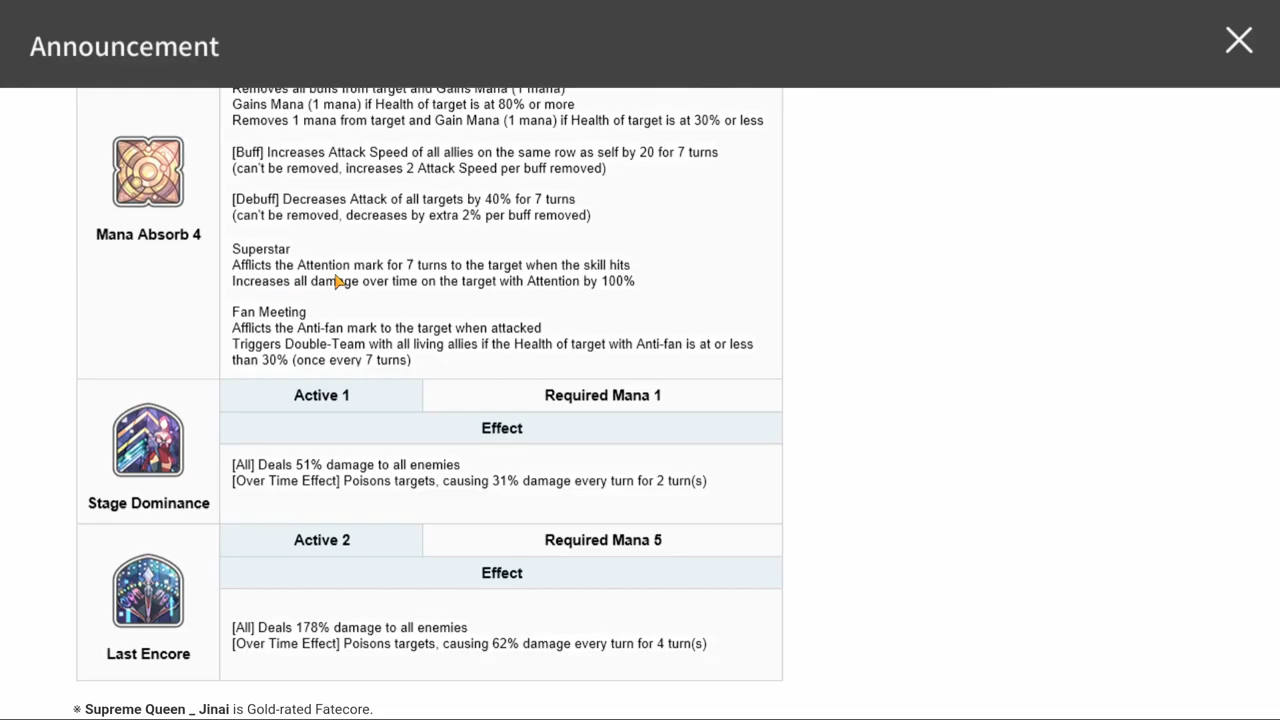 Announcement
Removes all buffs from target and Gains Mana (1 mana)
Gains Mana (1 mana) if Health of target is at 80% or more
Removes 1 mana from target and Gain Mana (1 mana) if Health of target is at 30% or less
[Buff] Increases Attack Speed of all allies on the same row as self by 20 for 7 turns
(can't be removed, increases 2 Attack Speed per buff removed)
[Debuff] Decreases Attack of all targets by 40% for 7 turns
(can't be removed, decreases by extra 2% per buff removed)
Mana Absorb 4
Superstar
Afflicts the Attention mark for 7 turns to the target when the skill hits
Increases all damage over time on the target with Attention by 100%
Fan Meeting
Afflicts the Anti-fan mark to the target when attacked
Triggers Double-Team with all living allies if the Health of target with Anti-fan is at or less
than 30% (once every 7 turns)
Active 1 Required Mana 1
Effect
[All] Deals 51% damage to all enemies
[Over Time Effect] Poisons targets, causing 31% damage every turn for 2 turn(s)
Stage Dominance
Active 2 Required Mana 5
Effect
[All] Deals 178% damage to all enemies
[Over Time Effect] Poisons targets, causing 62% damage every turn for 4 turn(s)
Last Encore
※ Supreme Queen _ Jinai is Gold-rated Fatecore.